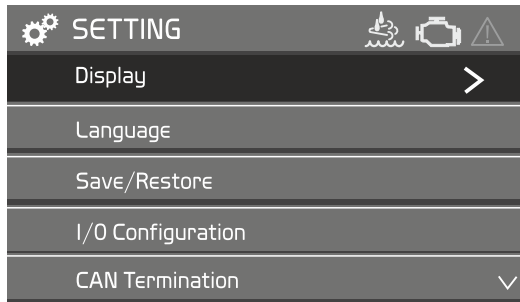 SETTING
Display
Language
Save/Restore
I/O Configuration
CAN Termination